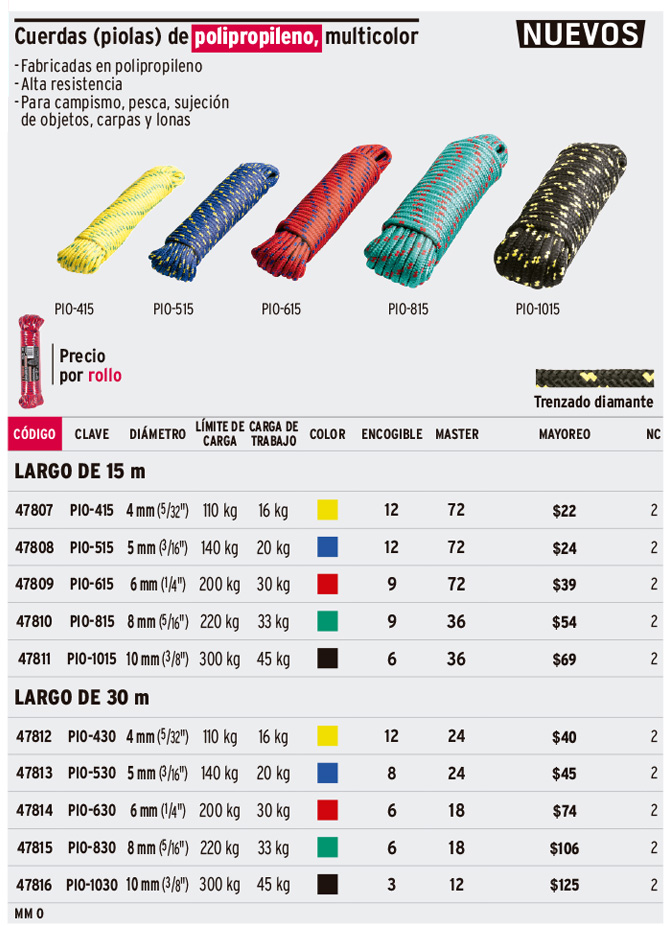 Cuerdas (piolas) de polipropileno, multicolor
NUEVOS
-Fabricadas en polipropileno
-Alta resistencia
-Para campismo, pesca, sujeción
de objetos, carpas y lonas
PIO-415 PIO-515 PIO-615 PIO-815 PIO-1015
Precio
por rollo
Trenzado diamante
CÓDIGO CLAVE DIÁMETRO LÍMITE DE CARGA CARGA DE TRABAJO COLOR ENCOGIBLE MASTER MAYOREO NC
LARGO DE 15 m
47807 PIO-415 4 mm (5/32") 110 kg 16 kg 12 72 $22 2
47808 PIO-515 5 mm (3/16") 140 kg 20 kg 12 72 $24 2
47809 PIO-615 6 mm (1/4") 200 kg 30 kg 9 72 $39 2
47810 PIO-815 8 mm (5/16") 220 kg 33 kg 9 36 $54 2
47811 PIO-1015 10 mm (3/8") 300 kg 45 kg 6 36 $69 2
LARGO DE 30 m
47812 PIO-430 4 mm (5/32") 110 kg 16 kg 12 24 $40 2
47813 PIO-530 5 mm (3/16") 140 kg 20 kg 8 24 $45 2
47814 PIO-630 6 mm (1/4") 200 kg 30 kg 6 18 $74 2
47815 PIO-830 8 mm (5/16") 220 kg 33 kg 6 18 $106 2
47816 PIO-1030 10 mm (3/8") 300 kg 45 kg 3 12 $125 2
MM O